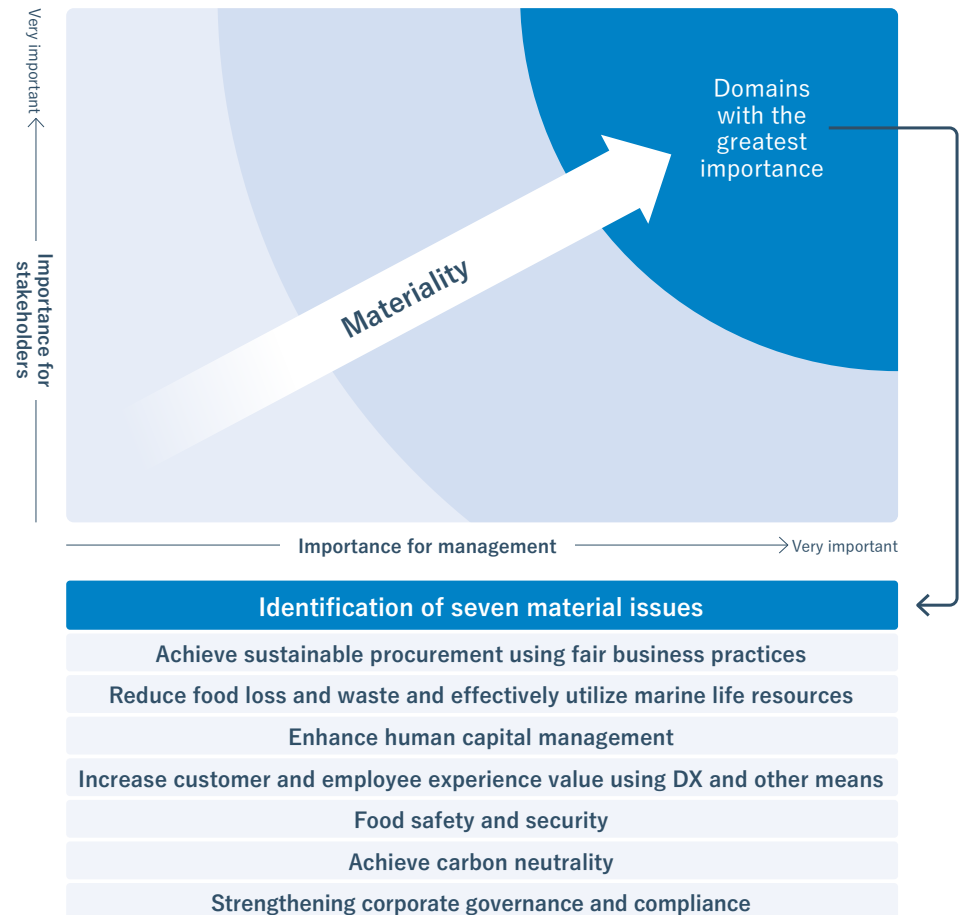 Very important
Importance for
stakeholders
Domains
with the
greatest
importance
Materiality
Importance for management
Very important
Identification of seven material issues
Achieve sustainable procurement using fair business practices
Reduce food loss and waste and effectively utilize marine life resources
Enhance human capital management
Increase customer and employee experience value using DX and other means
Food safety and security
Achieve carbon neutrality
Strengthening corporate governance and compliance